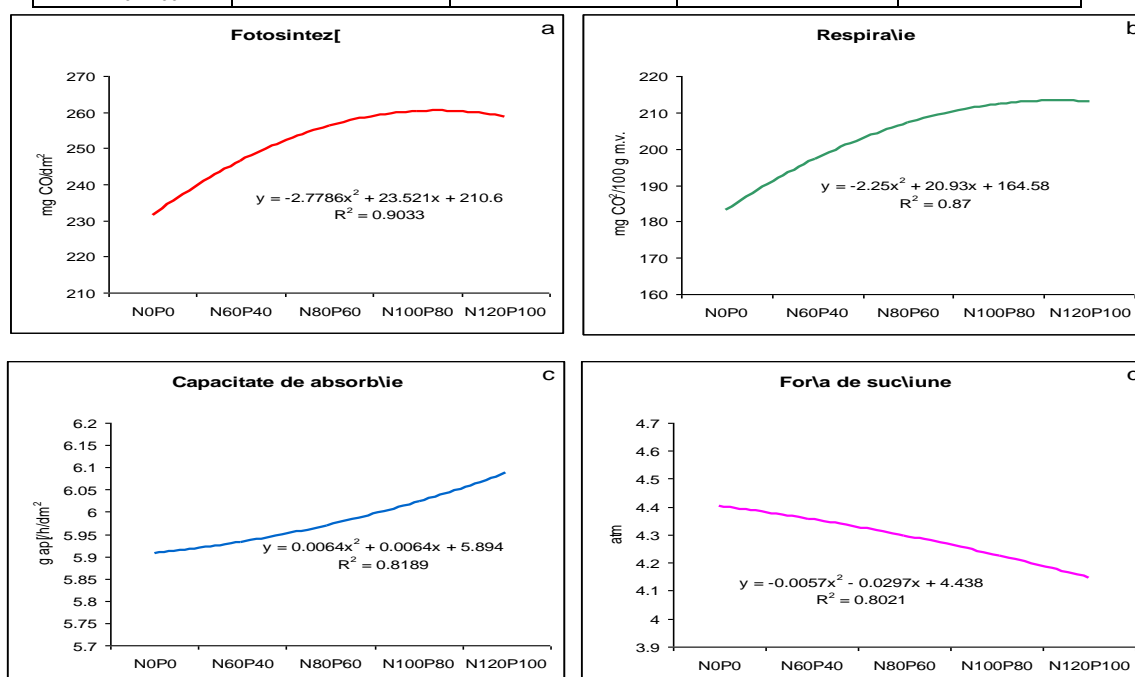 Fotosintez[
a
270
260
250
240
230
220
210
mg CO/dm²
y = -2.7786x² + 23.521x + 210.6
R² = 0.9033
N0P0 N60P40 N80P60 N100P80 N120P100
Respira\ie
b
220
210
200
190
180
170
160
mg CO²/100 g m.v.
y = -2.25x² + 20.93x + 164.58
R² = 0.87
N0P0 N60P40 N80P60 N100P80 N120P100
Capacitate de absorb\ie
c
6.2
6.15
6.1
6.05
6
5.95
5.9
5.85
5.8
5.75
5.7
g ap[/h/dm²
y = 0.0064x² + 0.0064x + 5.894
R² = 0.8189
N0P0 N60P40 N80P60 N100P80 N120P100
For\a de suc\iune
4.7
4.6
4.5
4.4
4.3
4.2
4.1
4
3.9
atm
y = -0.0057x² - 0.0297x + 4.438
R² = 0.8021
N0P0 N60P40 N80P60 N100P80 N120P100